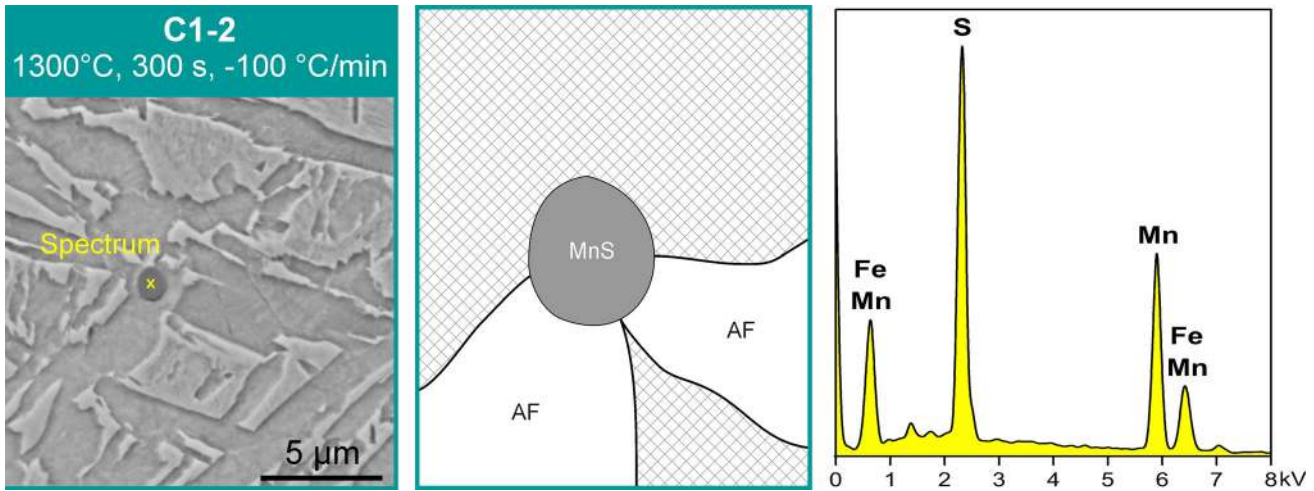 C1-2
1300°C, 300 s, -100 °C/min
Spectrum
x
5 µm
MnS
AF
AF
S
Mn
Fe
Mn
Fe
Mn
0 1 2 3 4 5 6 7 8kV